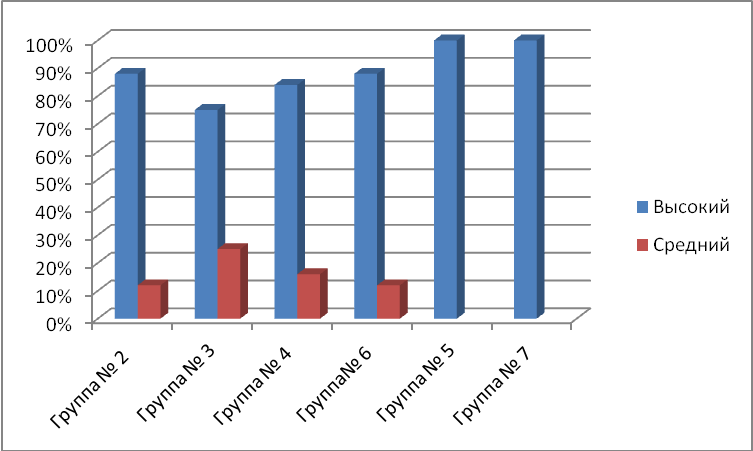 100%
90%
80%
70%
60%
50%
40%
30%
20%
10%
0%
Группа № 2
Группа № 3
Группа № 4
Группа№ 6
Группа № 5
Группа № 7
Высокий
Средний